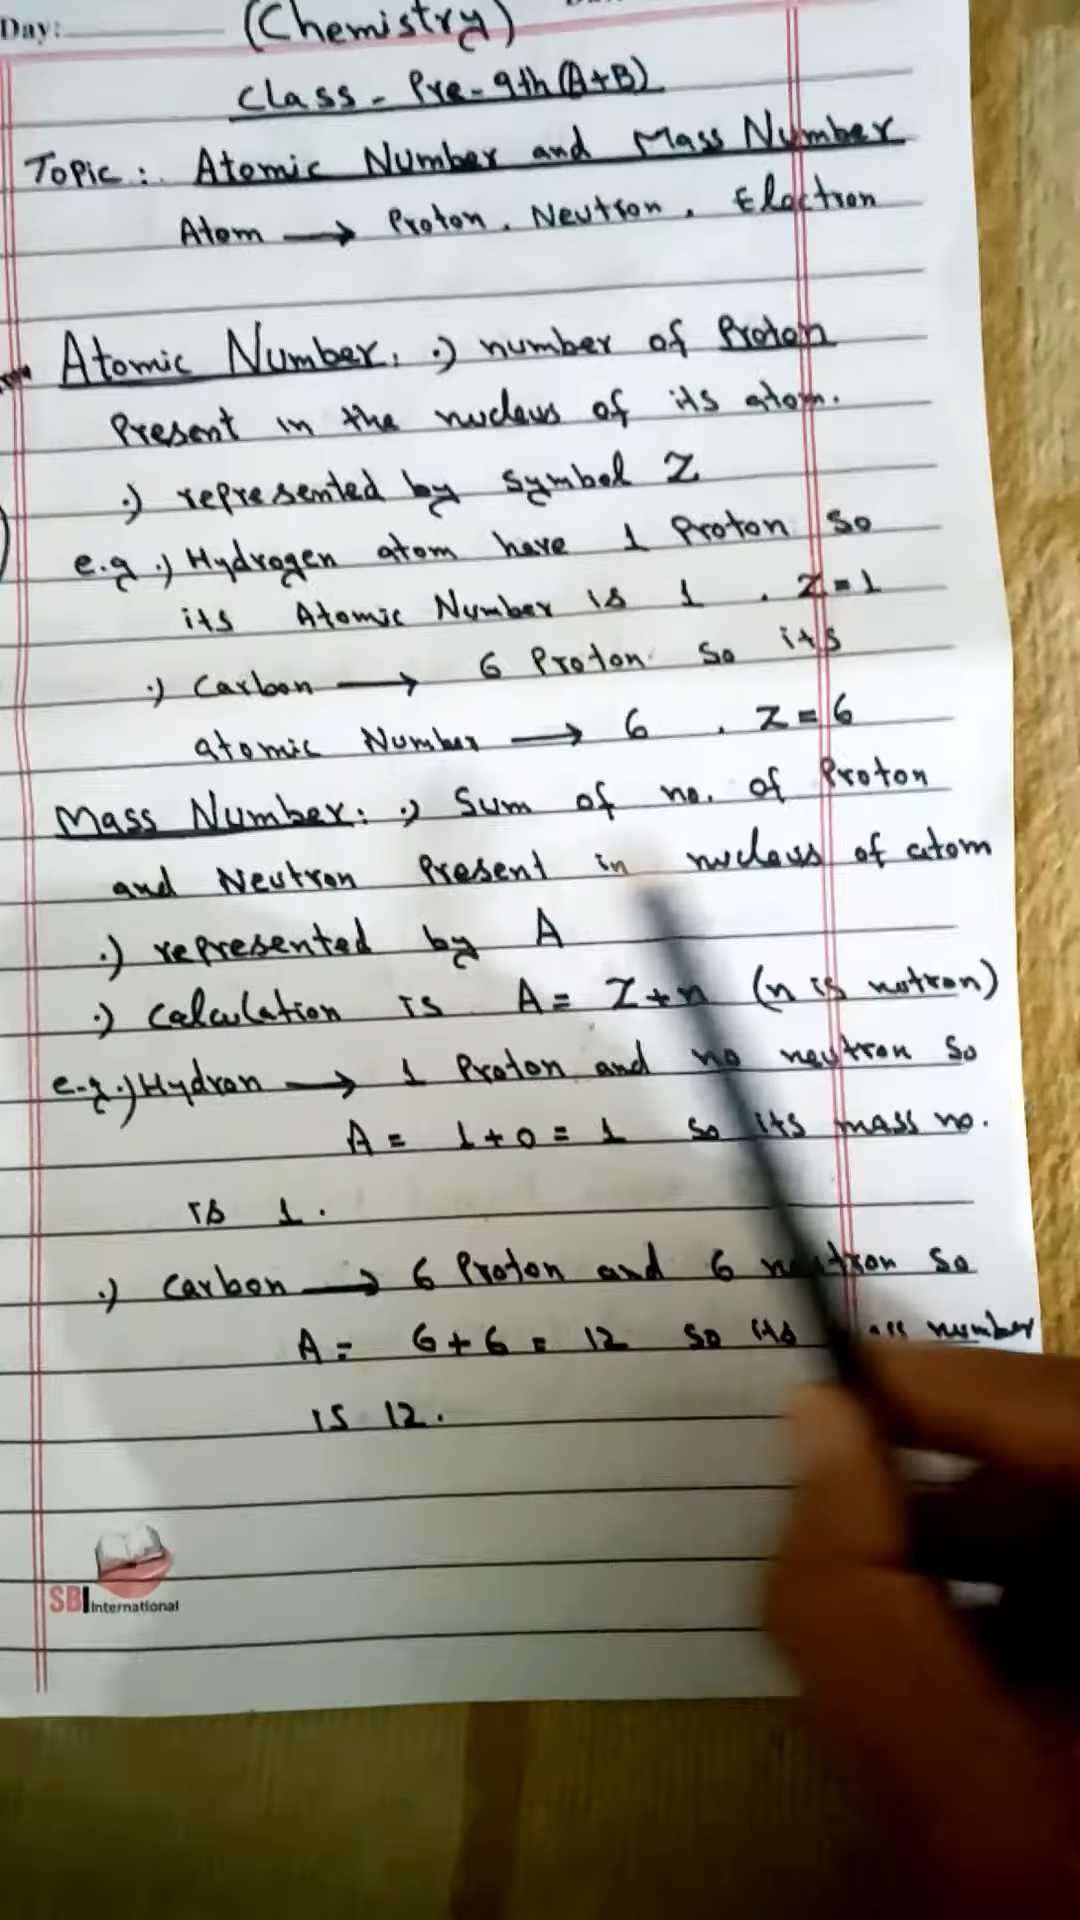 Day:
(Chemistry)
Class - Pre-9th(A+B)
Topic: Atomic Number and Mass Number
Atom → Proton, Neutron, Electron
Atomic Number: .) number of Proton
Present in the nucleus of its atom.
.) represented by symbol Z
e.g .) Hydrogen atom have 1 Proton so
its Atomic Number is 1 , Z=1
.) Carbon → 6 Proton so its
atomic Number → 6 , Z=6
Mass Number: .) Sum of no. of Proton
and Neutron Present in nucleus of atom
.) represented by A
.) Calculation is A= Z+n (n is nutron)
e.g.) Hydron → 1 Proton and no neutron so
A= 1+0=1 so its mass no.
is 1.
.) Carbon → 6 Proton and 6 neutron so
A= 6+6=12 so its number
is 12.
SBI International